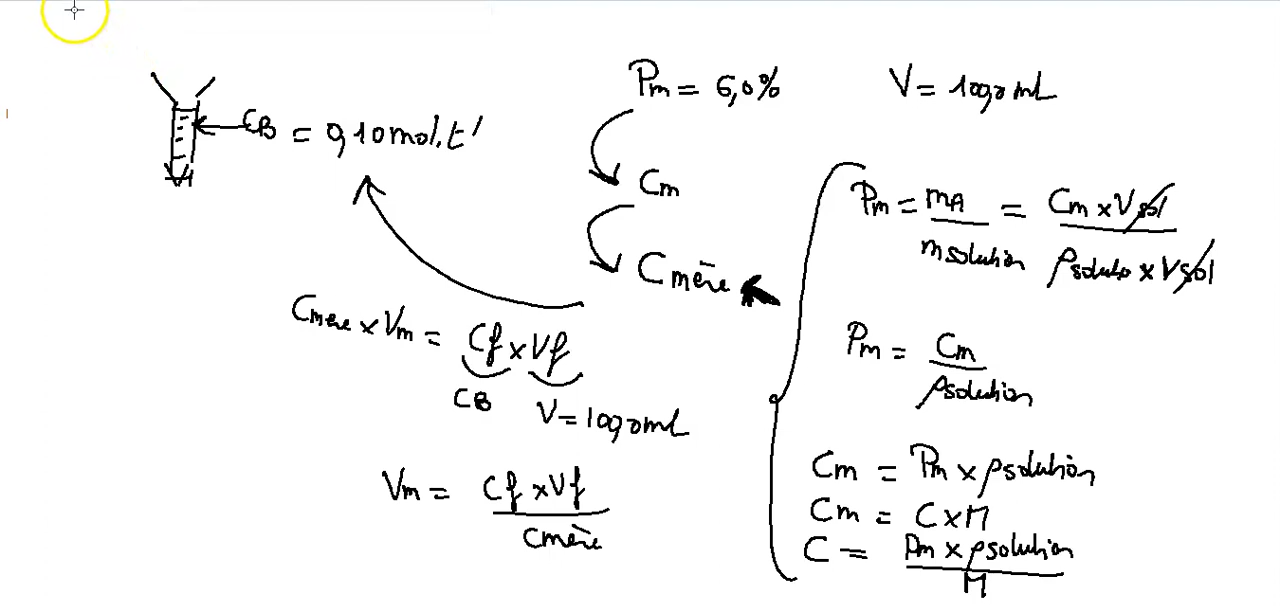 Pm = 6,0%
V = 100,0 mL
CB = 0,10 mol.L⁻¹
Cm
Cmère
Cmère x Vm = Cf x Vf
CB
V = 100,0 mL
Vm = Cf x Vf / Cmère
Pm = mA / msolution = Cm x Vsol / ρsoluto x Vsol
Pm = Cm / ρsolution
Cm = Pm x ρsolution
Cm = C x M
C = Pm x ρsolution / M